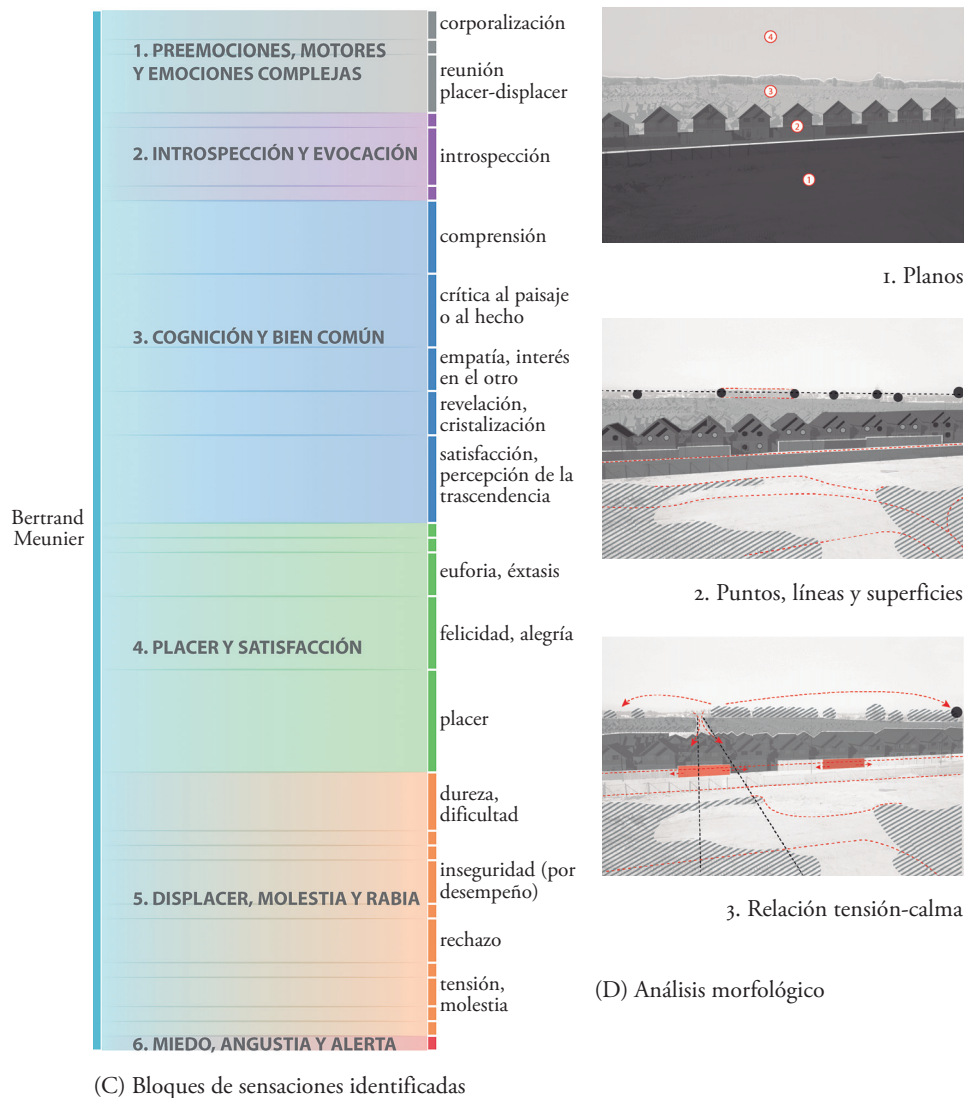 Bertrand
Meunier
1. PREEMOCIONES, MOTORES
Y EMOCIONES COMPLEJAS
2. INTROSPECCIÓN Y EVOCACIÓN
3. COGNICIÓN Y BIEN COMÚN
4. PLACER Y SATISFACCIÓN
5. DISPLACER, MOLESTIA Y RABIA
6. MIEDO, ANGUSTIA Y ALERTA
corporalización
reunión
placer-displacer
introspección
comprensión
crítica al paisaje
o al hecho
empatía, interés
en el otro
revelación,
cristalización
satisfacción,
percepción de la
trascendencia
euforia, éxtasis
felicidad, alegría
placer
dureza,
dificultad
inseguridad (por
desempeño)
rechazo
tensión,
molestia
(C) Bloques de sensaciones identificadas
4
3
2
1
1. Planos
2. Puntos, líneas y superficies
3. Relación tensión-calma
(D) Análisis morfológico